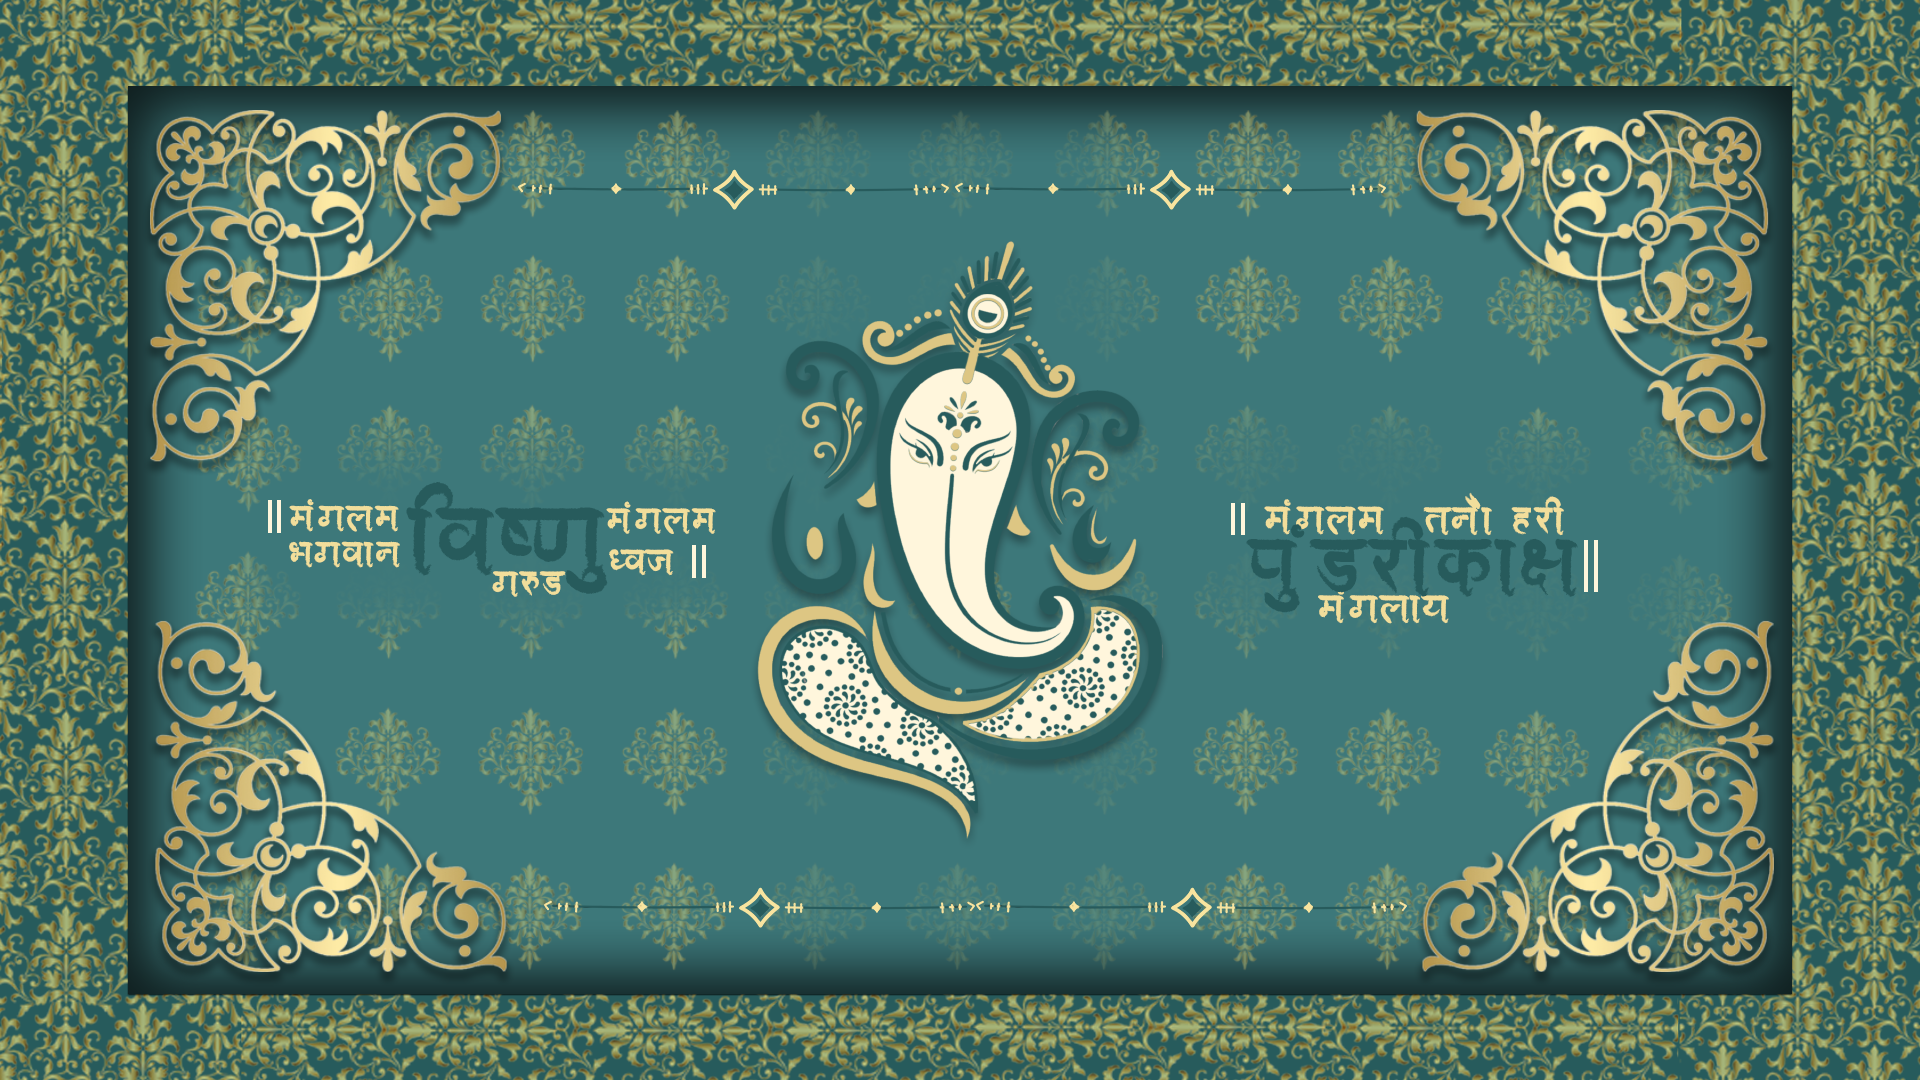 ॥ मंगलम भगवान विष्णु मंगलम
गरुड ध्वज ॥
॥ मंगलम तनो हरी
पुंडरीकाक्ष ॥
मंगलाय